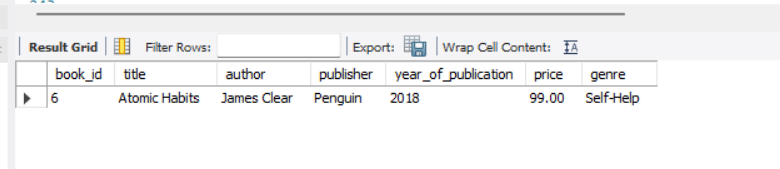 Result Grid Filter Rows: Export: Wrap Cell Content: IA
book_id title author publisher year_of_publication price genre
6 Atomic Habits James Clear Penguin 2018 99.00 Self-Help